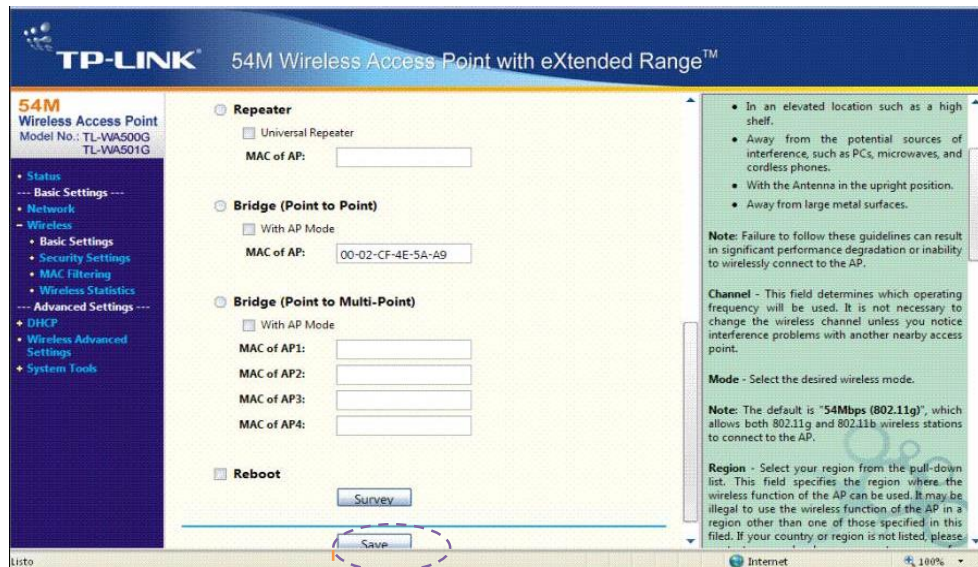 TP-LINK®
54M Wireless Access Point with eXtended Range™
54M
Wireless Access Point
Model No.: TL-WA500G
TL-WA501G
• Status
--- Basic Settings ---
• Network
− Wireless
• Basic Settings
• Security Settings
• MAC Filtering
• Wireless Statistics
--- Advanced Settings ---
+ DHCP
• Wireless Advanced
Settings
+ System Tools
Repeater
Universal Repeater
MAC of AP:
Bridge (Point to Point)
With AP Mode
MAC of AP: 00-02-CF-4E-5A-A9
Bridge (Point to Multi-Point)
With AP Mode
MAC of AP1:
MAC of AP2:
MAC of AP3:
MAC of AP4:
Reboot
Survey
Save
• In an elevated location such as a high
shelf.
• Away from the potential sources of
interference, such as PCs, microwaves, and
cordless phones.
• With the Antenna in the upright position.
• Away from large metal surfaces.
Note: Failure to follow these guidelines can result
in significant performance degradation or inability
to wirelessly connect to the AP.
Channel - This field determines which operating
frequency will be used. It is not necessary to
change the wireless channel unless you notice
interference problems with another nearby access
point.
Mode - Select the desired wireless mode.
Note: The default is "54Mbps (802.11g)", which
allows both 802.11g and 802.11b wireless stations
to connect to the AP.
Region - Select your region from the pull-down
list. This field specifies the region where the
wireless function of the AP can be used. It may be
illegal to use the wireless function of the AP in a
region other than one of those specified in this
filed. If your country or region is not listed, please
Listo
Internet
100%